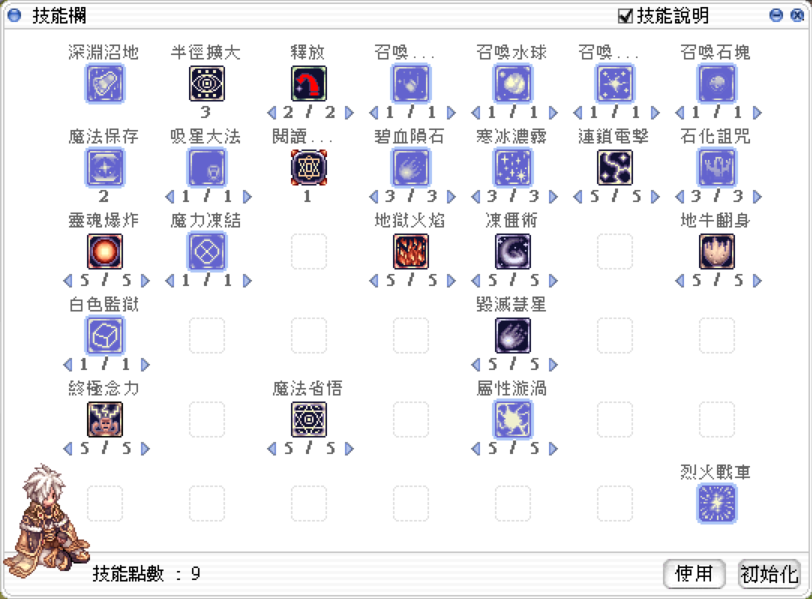 技能欄 技能說明
深淵沼地 半徑擴大 釋放 召喚... 召喚水球 召喚... 召喚石塊
3 2 / 2 1 / 1 1 / 1 1 / 1 1 / 1
魔法保存 吸星大法 閱讀... 碧血隕石 寒冰濃霧 連鎖電擊 石化詛咒
2 1 / 1 1 3 / 3 3 / 3 5 / 5 3 / 3
靈魂爆炸 魔力凍結 地獄火焰 凍僵術 地牛翻身
5 / 5 1 / 1 5 / 5 5 / 5 5 / 5
白色監獄 毀滅彗星
1 / 1 5 / 5
終極念力 魔法省悟 屬性漩渦
5 / 5 5 / 5 5 / 5
烈火戰車
技能點數 : 9 使用 初始化